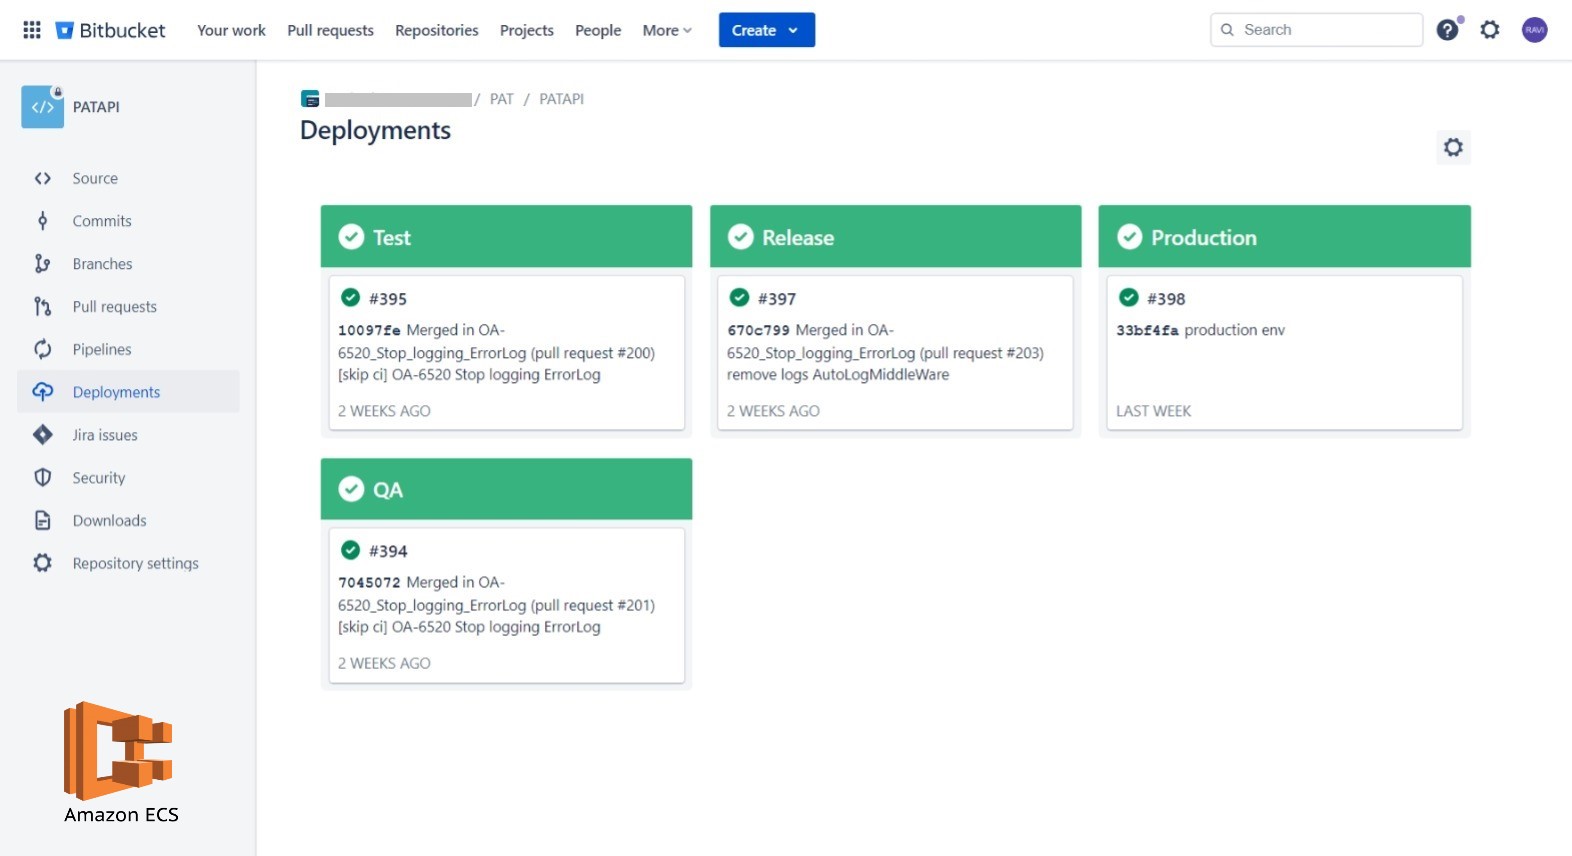 Bitbucket Your work Pull requests Repositories Projects People More Create Search RAVI
</> PATAPI
Source
Commits
Branches
Pull requests
Pipelines
Deployments
Jira issues
Security
Downloads
Repository settings
Amazon ECS
/ PAT / PATAPI
Deployments
Test
#395
10097fe Merged in OA-
6520_Stop_logging_ErrorLog (pull request #200)
[skip ci] OA-6520 Stop logging ErrorLog
2 WEEKS AGO
Release
#397
670c799 Merged in OA-
6520_Stop_logging_ErrorLog (pull request #203)
remove logs AutoLogMiddleWare
2 WEEKS AGO
Production
#398
33bf4fa production env
LAST WEEK
QA
#394
7045072 Merged in OA-
6520_Stop_logging_ErrorLog (pull request #201)
[skip ci] OA-6520 Stop logging ErrorLog
2 WEEKS AGO